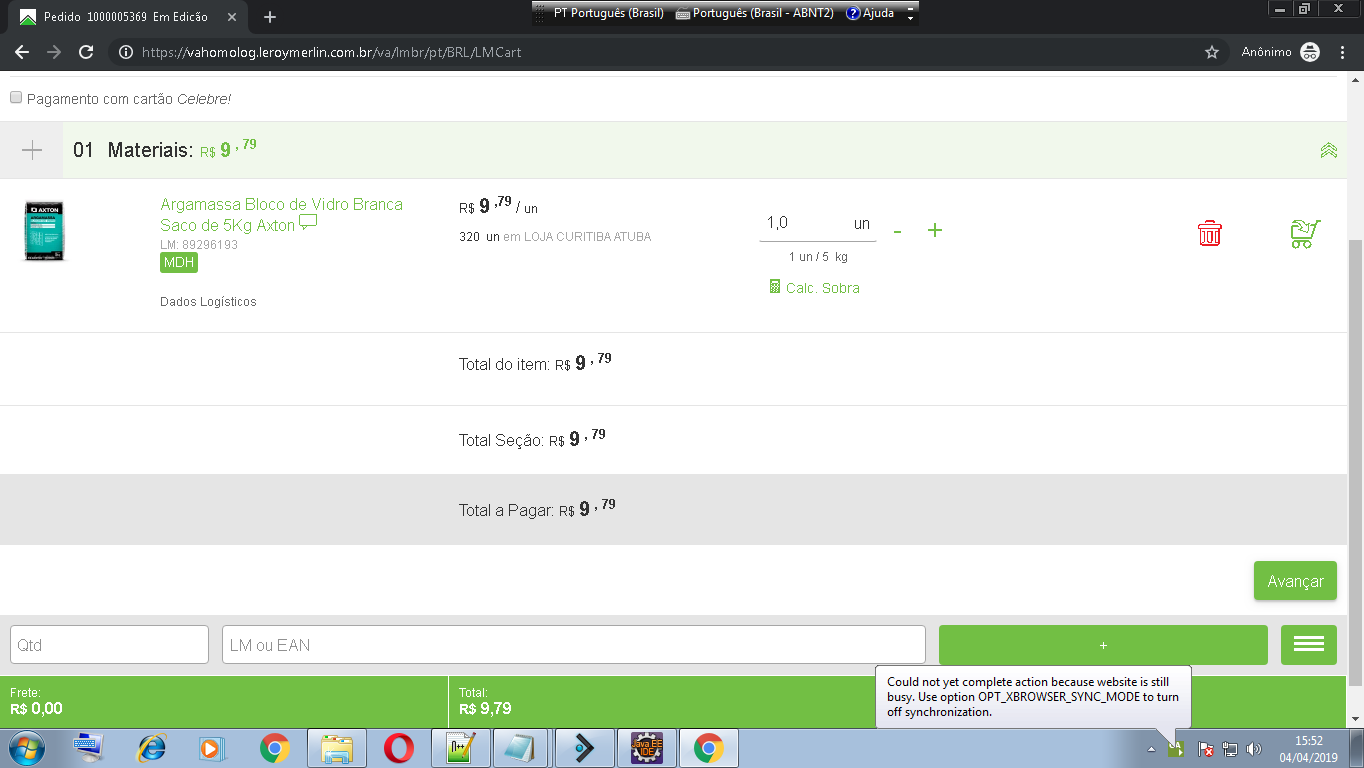 Pedido 1000005369 Em Edicão
PT Português (Brasil) Português (Brasil - ABNT2) Ajuda
https://vahomolog.leroymerlin.com.br/va/lmbr/pt/BRL/LMCart
Anônimo
Pagamento com cartão Celebre!
01 Materiais: R$ 9 ,79
AXTON
Argamassa Bloco de Vidro Branca
Saco de 5Kg Axton
LM: 89296193
MDH
Dados Logísticos
R$ 9 ,79 / un
320 un em LOJA CURITIBA ATUBA
1,0 un - +
1 un / 5 kg
Calc. Sobra
Total do item: R$ 9 ,79
Total Seção: R$ 9 ,79
Total a Pagar: R$ 9 ,79
Avançar
Qtd
LM ou EAN
+
Frete:
R$ 0,00
Total:
R$ 9,79
Could not yet complete action because website is still
busy. Use option OPT_XBROWSER_SYNC_MODE to turn
off synchronization.
Java EE
IDE
15:52
04/04/2019